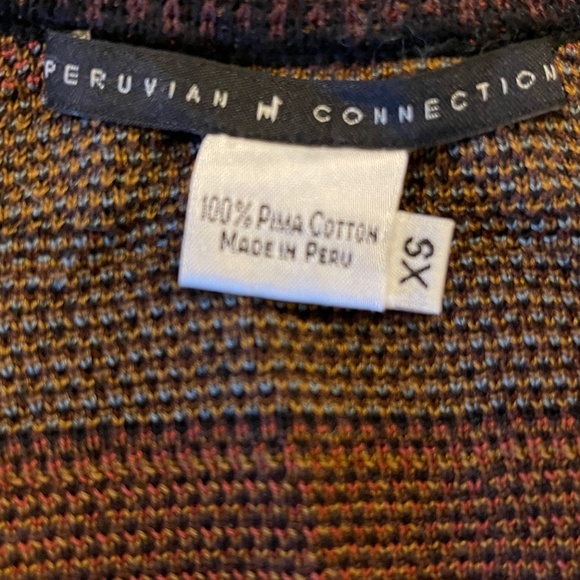 PERUVIAN CONNECTION
100% PIMA COTTON
MADE IN PERU
XS